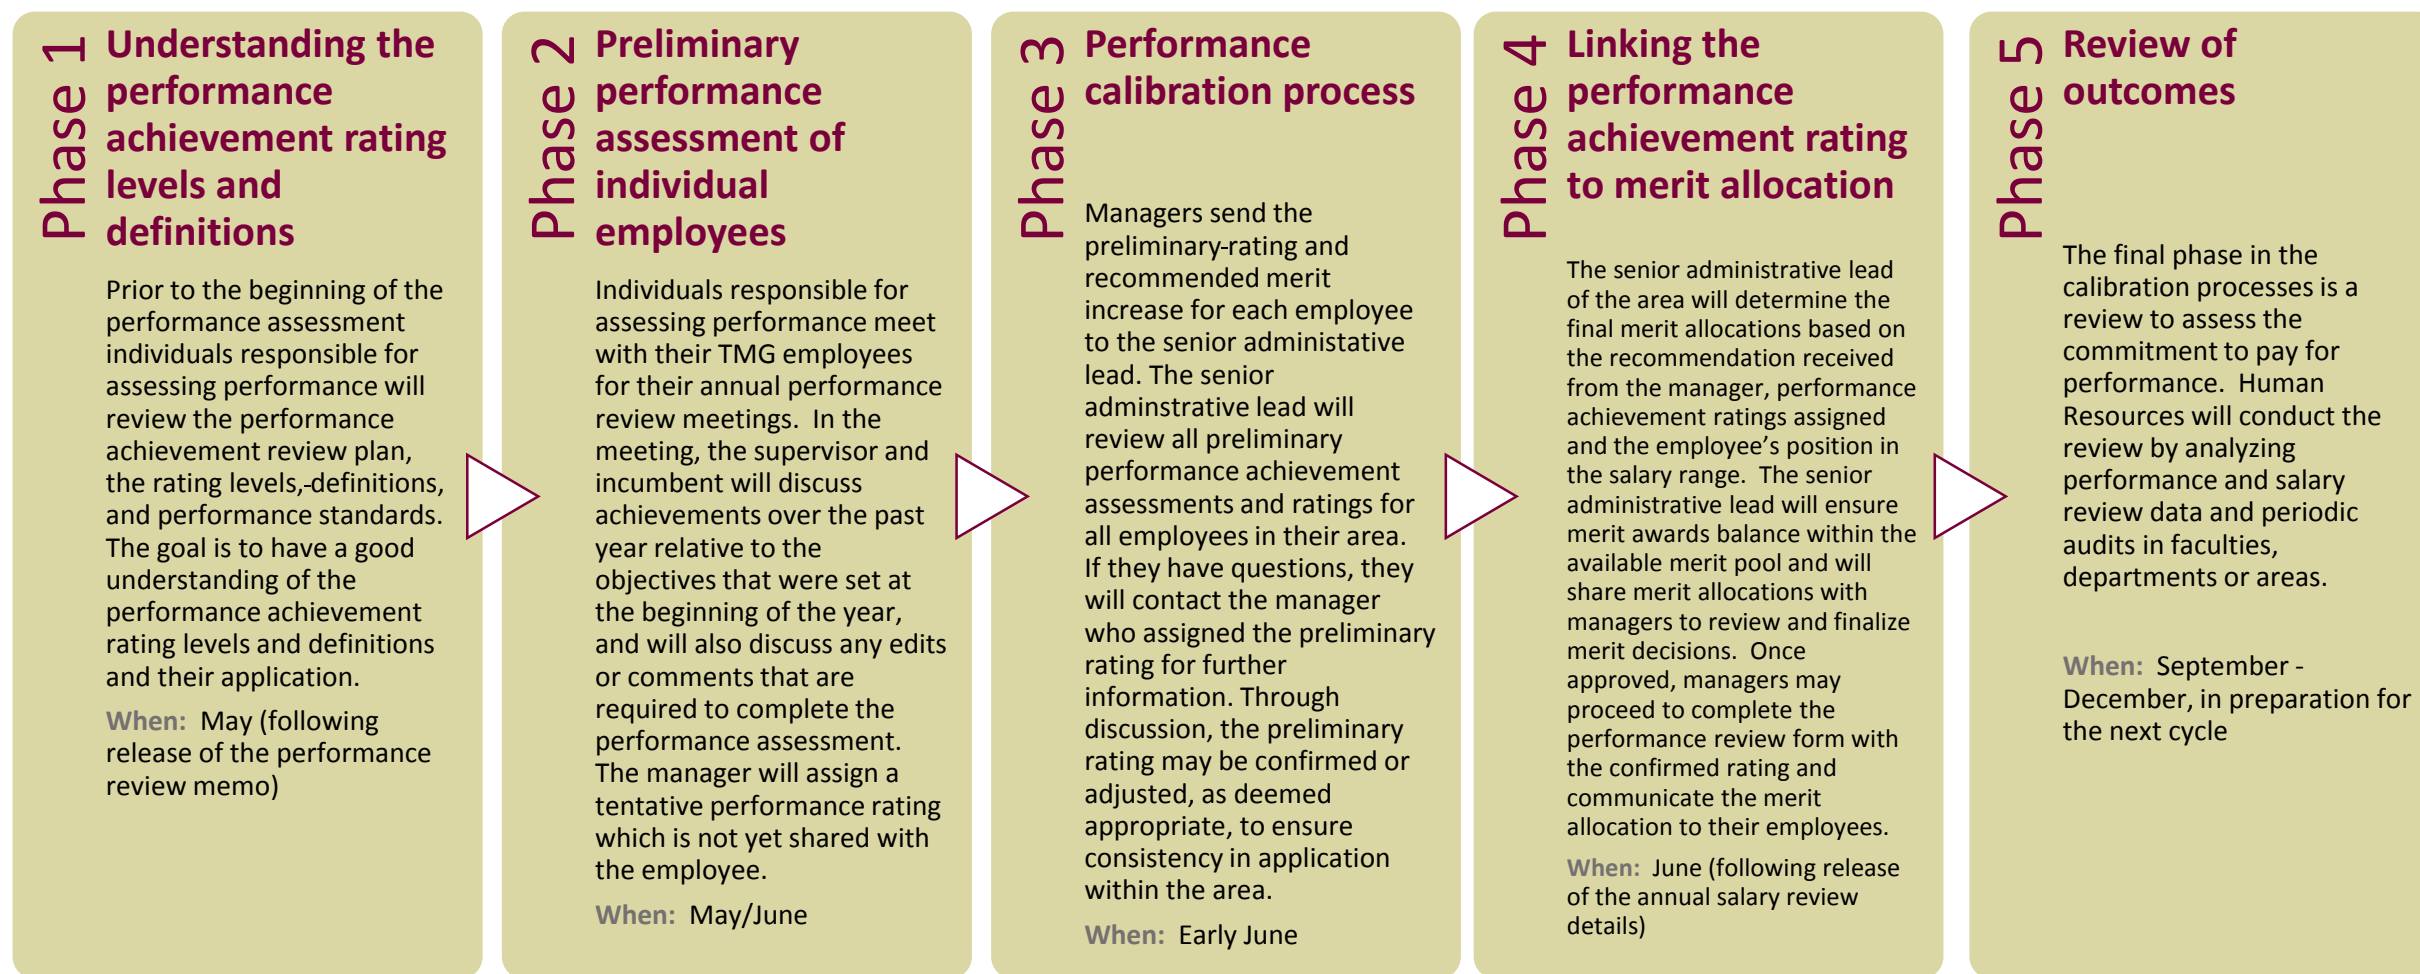 Phase 1
Understanding the
performance
achievement rating
levels and
definitions
Prior to the beginning of the
performance assessment
individuals responsible for
assessing performance will
review the performance
achievement review plan,
the rating levels,-definitions,
and performance standards.
The goal is to have a good
understanding of the
performance achievement
rating levels and definitions
and their application.
When: May (following
release of the performance
review memo)
Phase 2
Preliminary
performance
assessment of
individual
employees
Individuals responsible for
assessing performance meet
with their TMG employees
for their annual performance
review meetings. In the
meeting, the supervisor and
incumbent will discuss
achievements over the past
year relative to the
objectives that were set at
the beginning of the year,
and will also discuss any edits
or comments that are
required to complete the
performance assessment.
The manager will assign a
tentative performance rating
which is not yet shared with
the employee.
When: May/June
Phase 3
Performance
calibration process
Managers send the
preliminary-rating and
recommended merit
increase for each employee
to the senior administative
lead. The senior
adminstrative lead will
review all preliminary
performance achievement
assessments and ratings for
all employees in their area.
If they have questions, they
will contact the manager
who assigned the preliminary
rating for further
information. Through
discussion, the preliminary
rating may be confirmed or
adjusted, as deemed
appropriate, to ensure
consistency in application
within the area.
When: Early June
Phase 4
Linking the
performance
achievement rating
to merit allocation
The senior administrative lead
of the area will determine the
final merit allocations based on
the recommendation received
from the manager, performance
achievement ratings assigned
and the employee's position in
the salary range. The senior
administrative lead will ensure
merit awards balance within the
available merit pool and will
share merit allocations with
managers to review and finalize
merit decisions. Once
approved, managers may
proceed to complete the
performance review form with
the confirmed rating and
communicate the merit
allocation to their employees.
When: June (following release
of the annual salary review
details)
Phase 5
Review of
outcomes
The final phase in the
calibration processes is a
review to assess the
commitment to pay for
performance. Human
Resources will conduct the
review by analyzing
performance and salary
review data and periodic
audits in faculties,
departments or areas.
When: September -
December, in preparation for
the next cycle